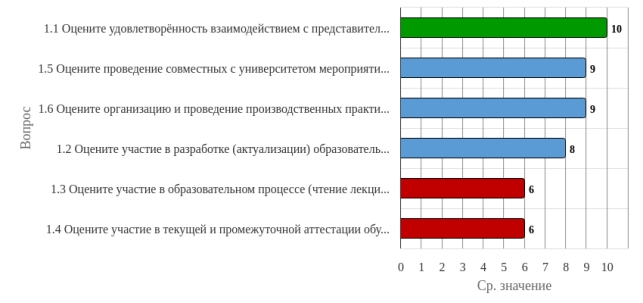 1.1 Оцените удовлетворённость взаимодействием с представител... 10
1.5 Оцените проведение совместных с университетом мероприяти... 9
1.6 Оцените организацию и проведение производственных практи... 9
1.2 Оцените участие в разработке (актуализации) образователь... 8
1.3 Оцените участие в образовательном процессе (чтение лекци... 6
1.4 Оцените участие в текущей и промежуточной аттестации обу... 6
Вопрос
0 1 2 3 4 5 6 7 8 9 10
Ср. значение